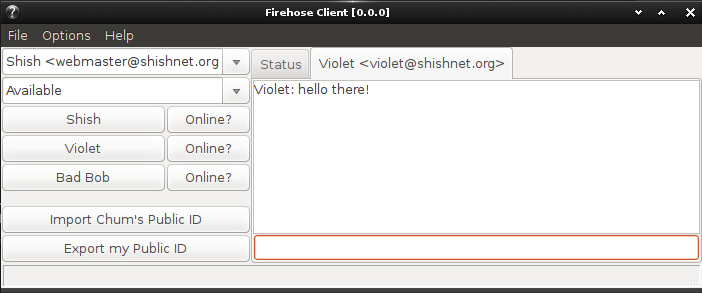 Firehose Client [0.0.0]
File Options Help
Shish <webmaster@shishnet.org
Available
Shish Online?
Violet Online?
Bad Bob Online?
Import Chum's Public ID
Export my Public ID
Status Violet <violet@shishnet.org>
Violet: hello there!